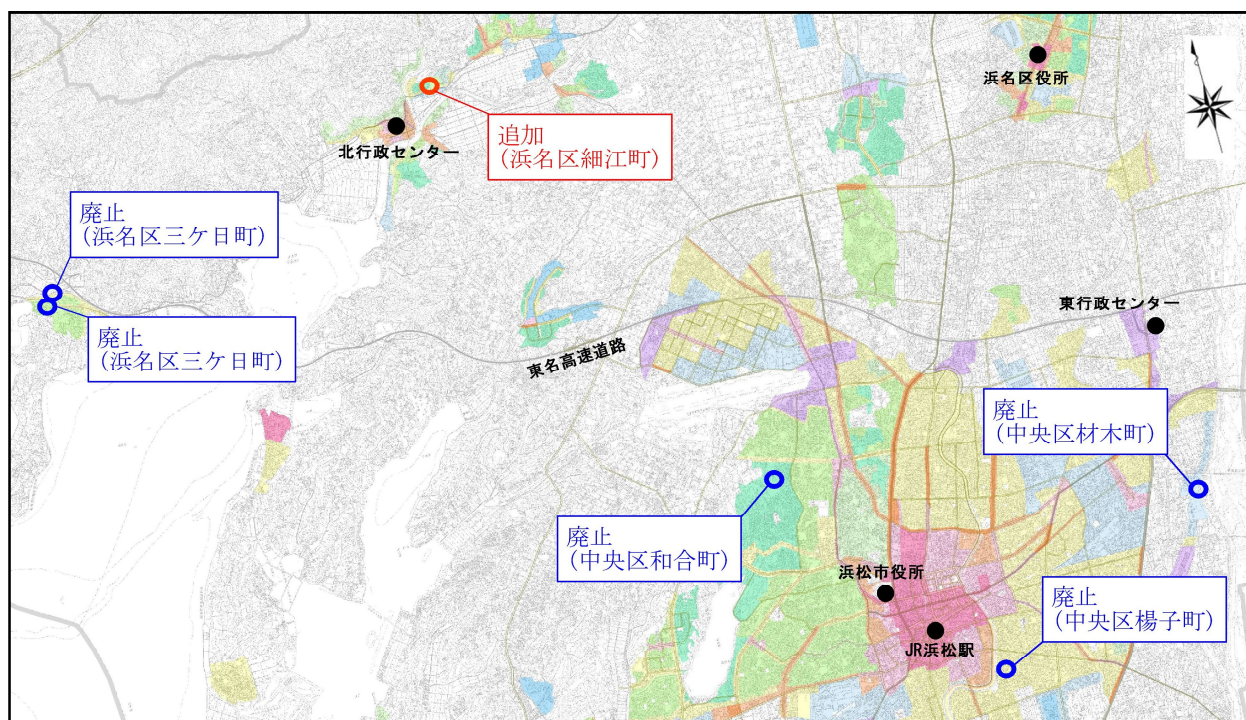 浜名区役所
北行政センター
追加
(浜名区細江町)
廃止
(浜名区三ケ日町)
廃止
(浜名区三ケ日町)
東行政センター
東名高速道路
廃止
(中央区材木町)
廃止
(中央区和合町)
浜松市役所
廃止
(中央区楊子町)
JR浜松駅